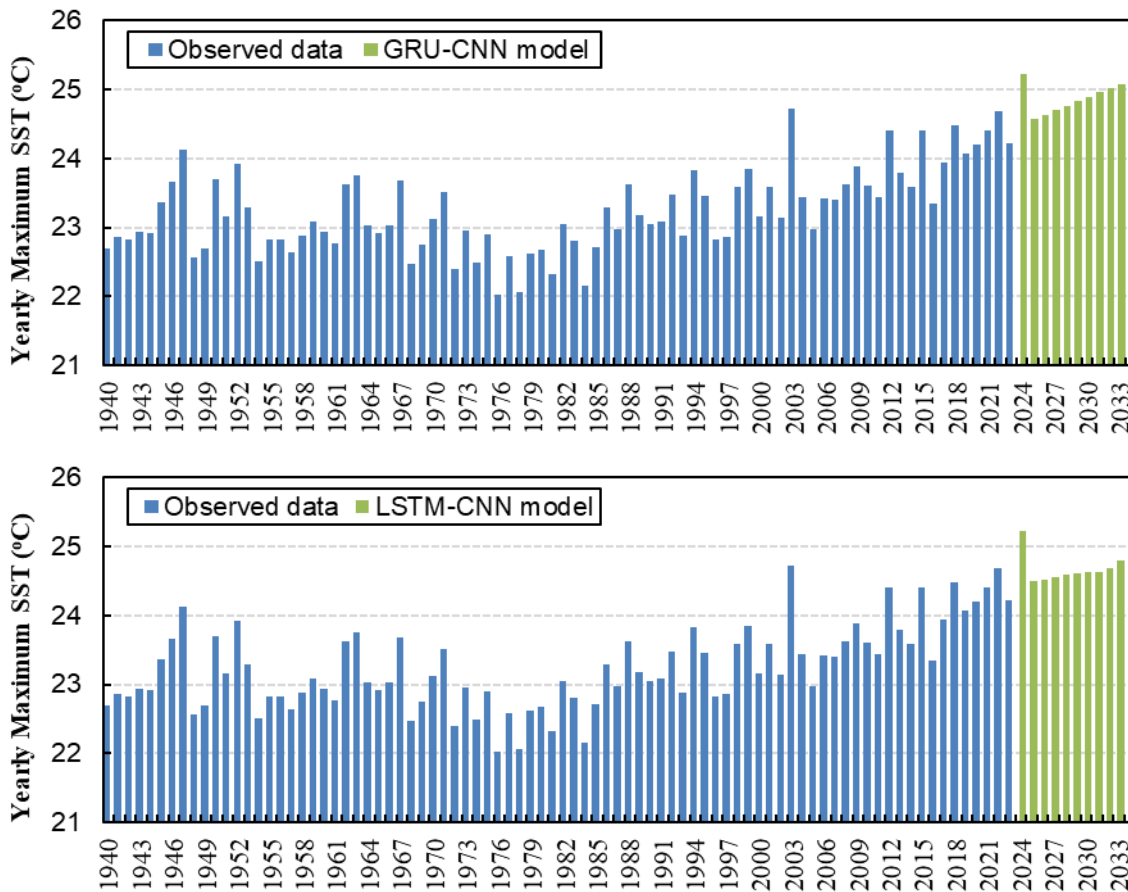 Yearly Maximum SST (ºC)
26
25
24
23
22
21
Observed data GRU-CNN model
1940 1943 1946 1949 1952 1955 1958 1961 1964 1967 1970 1973 1976 1979 1982 1985 1988 1991 1994 1997 2000 2003 2006 2009 2012 2015 2018 2021 2024 2027 2030 2033
Yearly Maximum SST (ºC)
26
25
24
23
22
21
Observed data LSTM-CNN model
1940 1943 1946 1949 1952 1955 1958 1961 1964 1967 1970 1973 1976 1979 1982 1985 1988 1991 1994 1997 2000 2003 2006 2009 2012 2015 2018 2021 2024 2027 2030 2033